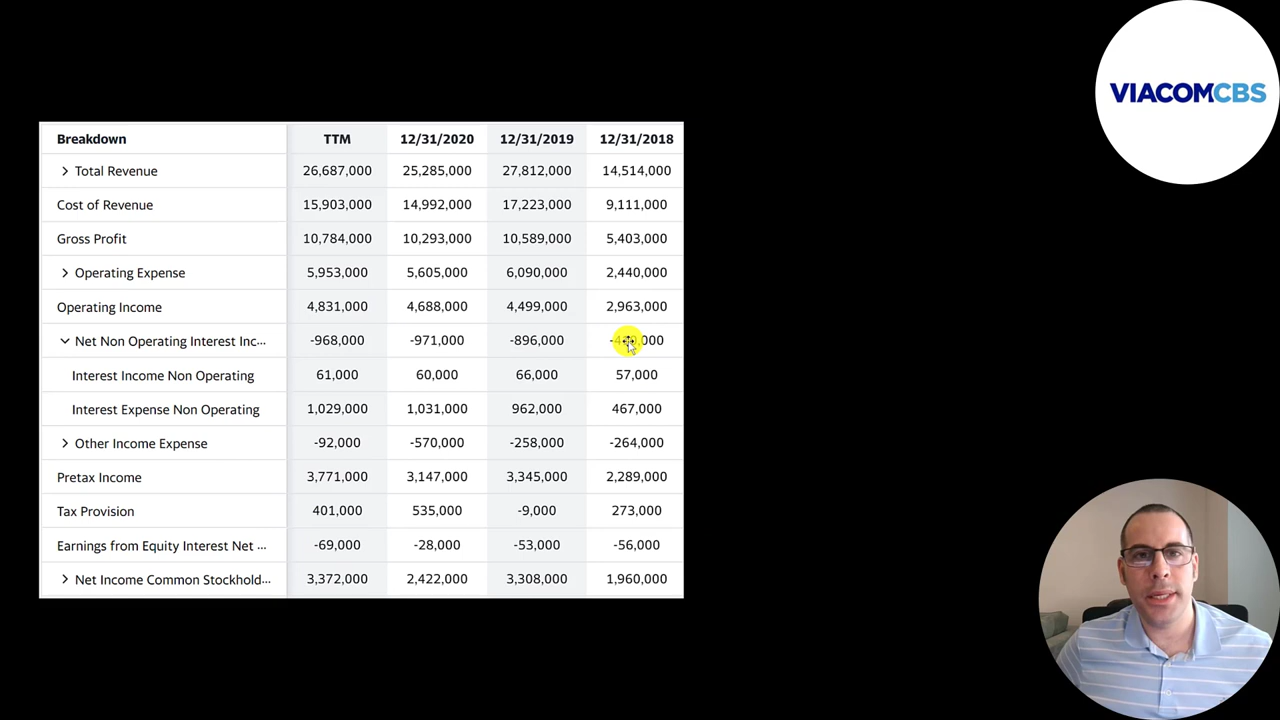 VIACOMCBS
Breakdown TTM 12/31/2020 12/31/2019 12/31/2018
Total Revenue 26,687,000 25,285,000 27,812,000 14,514,000
Cost of Revenue 15,903,000 14,992,000 17,223,000 9,111,000
Gross Profit 10,784,000 10,293,000 10,589,000 5,403,000
Operating Expense 5,953,000 5,605,000 6,090,000 2,440,000
Operating Income 4,831,000 4,688,000 4,499,000 2,963,000
Net Non Operating Interest Inc... -968,000 -971,000 -896,000
Interest Income Non Operating 61,000 60,000 66,000 57,000
Interest Expense Non Operating 1,029,000 1,031,000 962,000 467,000
Other Income Expense -92,000 -570,000 -258,000 -264,000
Pretax Income 3,771,000 3,147,000 3,345,000 2,289,000
Tax Provision 401,000 535,000 -9,000 273,000
Earnings from Equity Interest Net ... -69,000 -28,000 -53,000 -56,000
Net Income Common Stockhold... 3,372,000 2,422,000 3,308,000 1,960,000